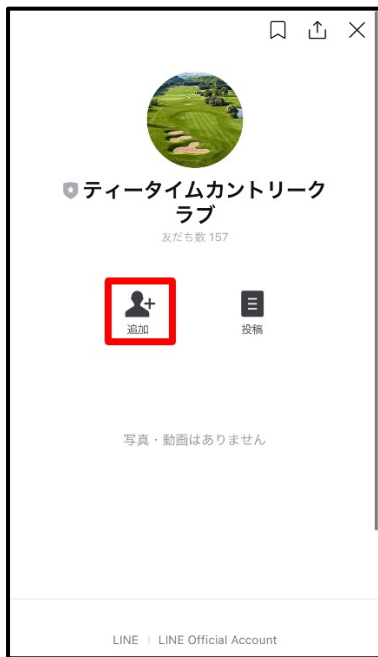 ティータイムカントリーク
ラブ
友だち数 157
追加
投稿
写真・動画はありません
LINE | LINE Official Account